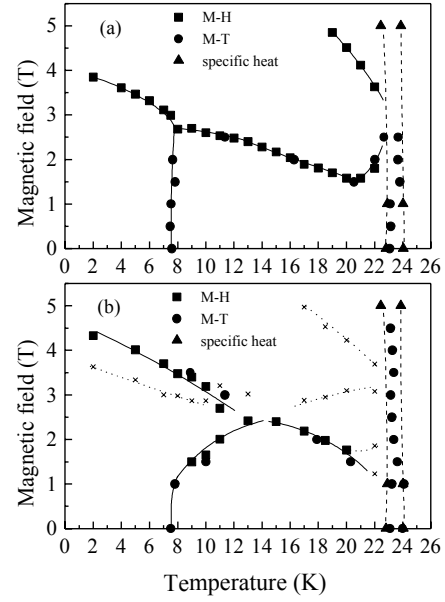 (a)
M-H
M-T
specific heat
Magnetic field (T)
5
4
3
2
1
0
0 2 4 6 8 10 12 14 16 18 20 22 24 26
(b)
M-H
M-T
specific heat
Magnetic field (T)
5
4
3
2
1
0
0 2 4 6 8 10 12 14 16 18 20 22 24 26
Temperature (K)